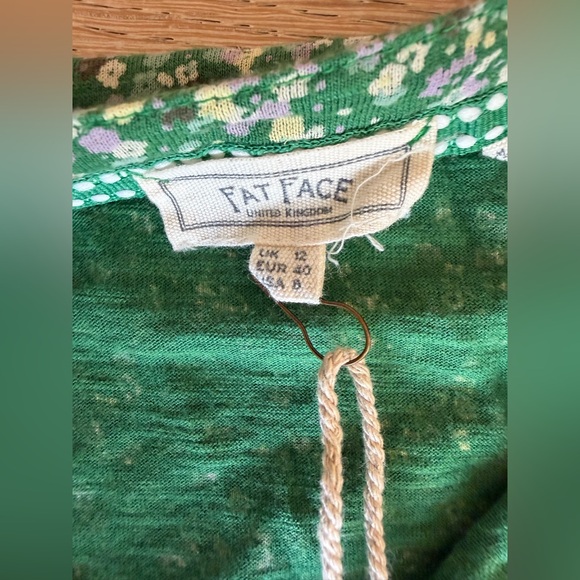 FAT FACE
UNITED KINGDOM
UK 12
EUR 40
USA 8